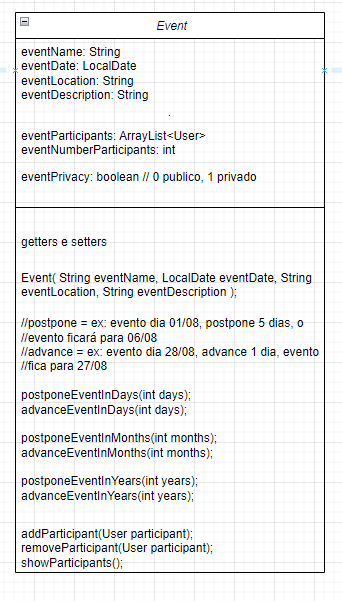 Event
eventName: String
eventDate: LocalDate
eventLocation: String
eventDescription: String
.
eventParticipants: ArrayList<User>
eventNumberParticipants: int
eventPrivacy: boolean // 0 publico, 1 privado
getters e setters
Event( String eventName, LocalDate eventDate, String
eventLocation, String eventDescription );
//postpone = ex: evento dia 01/08, postpone 5 dias, o
//evento ficará para 06/08
//advance = ex: evento dia 28/08, advance 1 dia, evento
//fica para 27/08
postponeEventInDays(int days);
advanceEventInDays(int days);
postponeEventInMonths(int months);
advanceEventInMonths(int months);
postponeEventInYears(int years);
advanceEventInYears(int years);
addParticipant(User participant);
removeParticipant(User participant);
showParticipants();